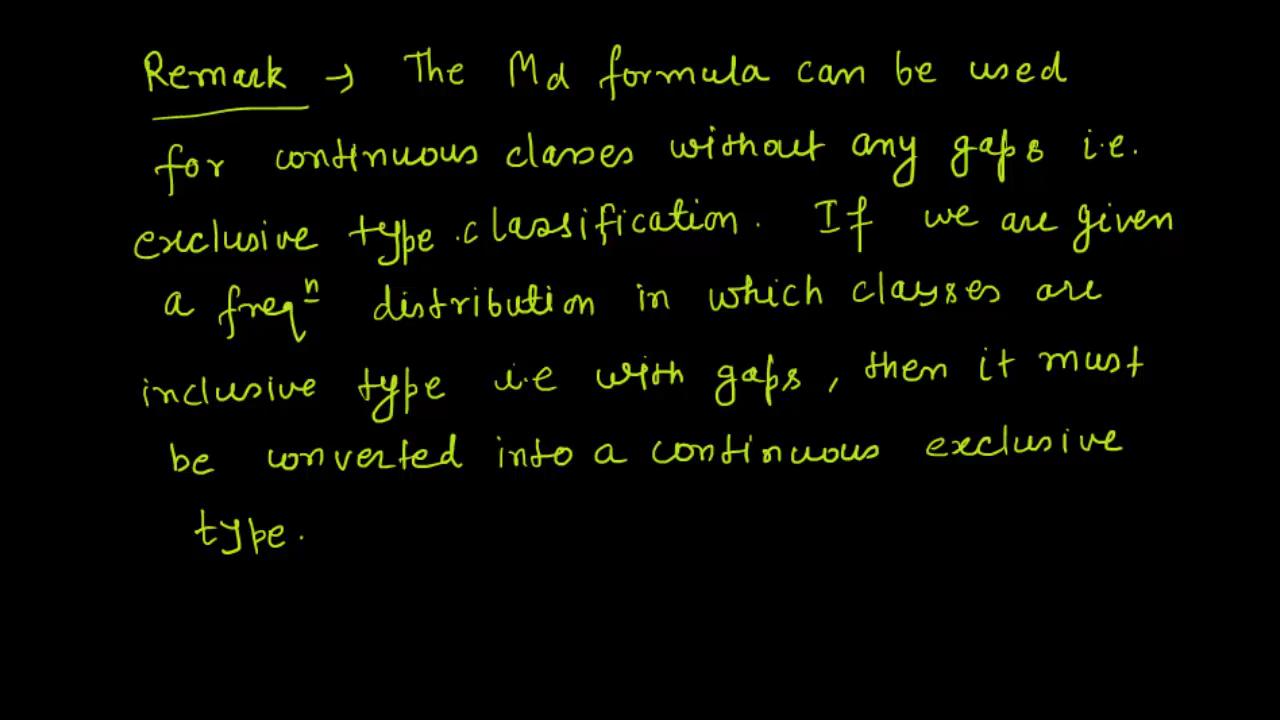 Remark → The Md formula can be used
for continuous classes without any gaps i.e.
exclusive type classification. If we are given
a freqⁿ distribution in which classes are
inclusive type i.e with gaps, then it must
be converted into a continuous exclusive
type.